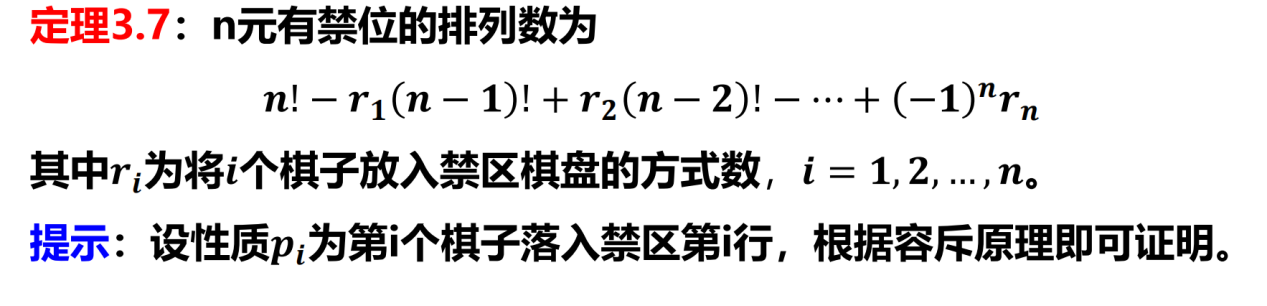 定理3.7：n元有禁位的排列数为
n! − r₁(n − 1)! + r₂(n − 2)! − ⋯ + (−1)ⁿrₙ
其中rᵢ为将i个棋子放入禁区棋盘的方式数，i = 1, 2, …, n。
提示：设性质pᵢ为第i个棋子落入禁区第i行，根据容斥原理即可证明。